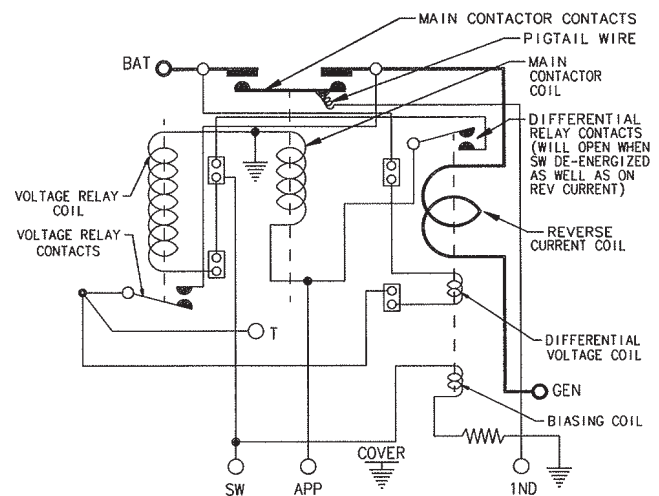 MAIN CONTACTOR CONTACTS
PIGTAIL WIRE
MAIN
CONTACTOR
COIL
BAT
DIFFERENTIAL
RELAY CONTACTS
(WILL OPEN WHEN
SW DE-ENERGIZED
AS WELL AS ON
REV CURRENT)
VOLTAGE RELAY
COIL
VOLTAGE RELAY
CONTACTS
REVERSE
CURRENT COIL
T
DIFFERENTIAL
VOLTAGE COIL
GEN
BIASING COIL
COVER
SW
APP
1ND